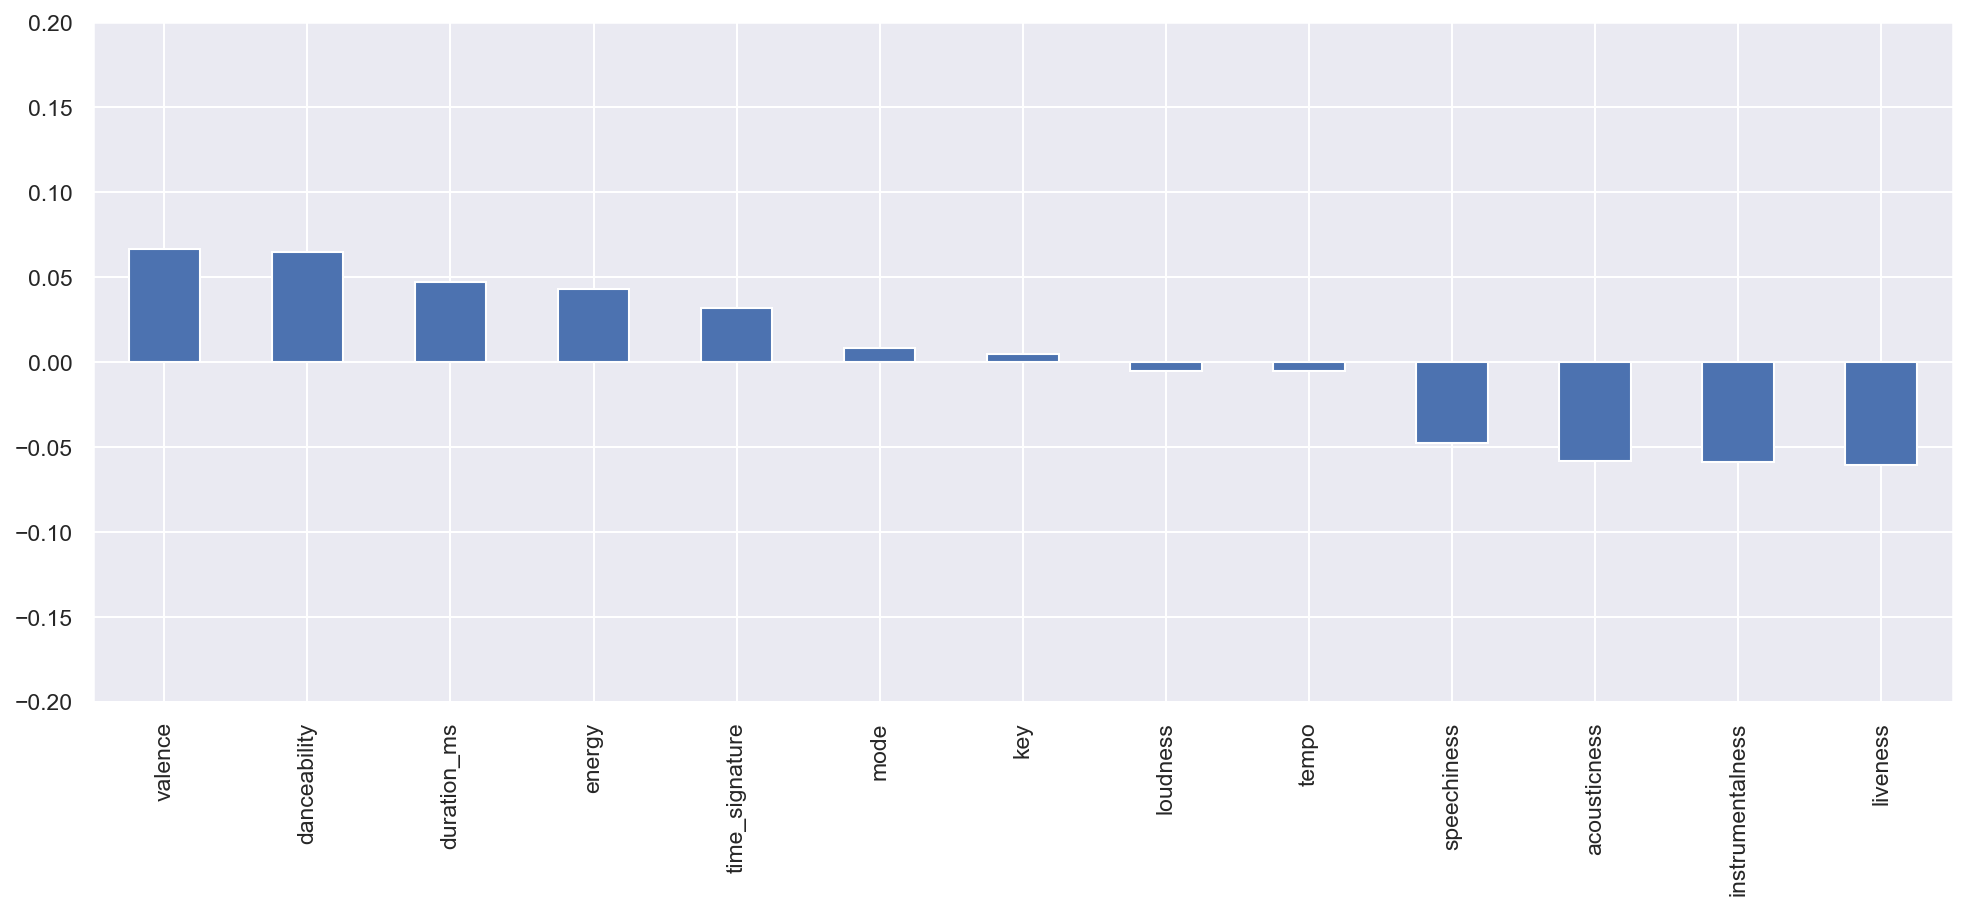 0.20
0.15
0.10
0.05
0.00
−0.05
−0.10
−0.15
−0.20
valence
danceability
duration_ms
energy
time_signature
mode
key
loudness
tempo
speechiness
acousticness
instrumentalness
liveness